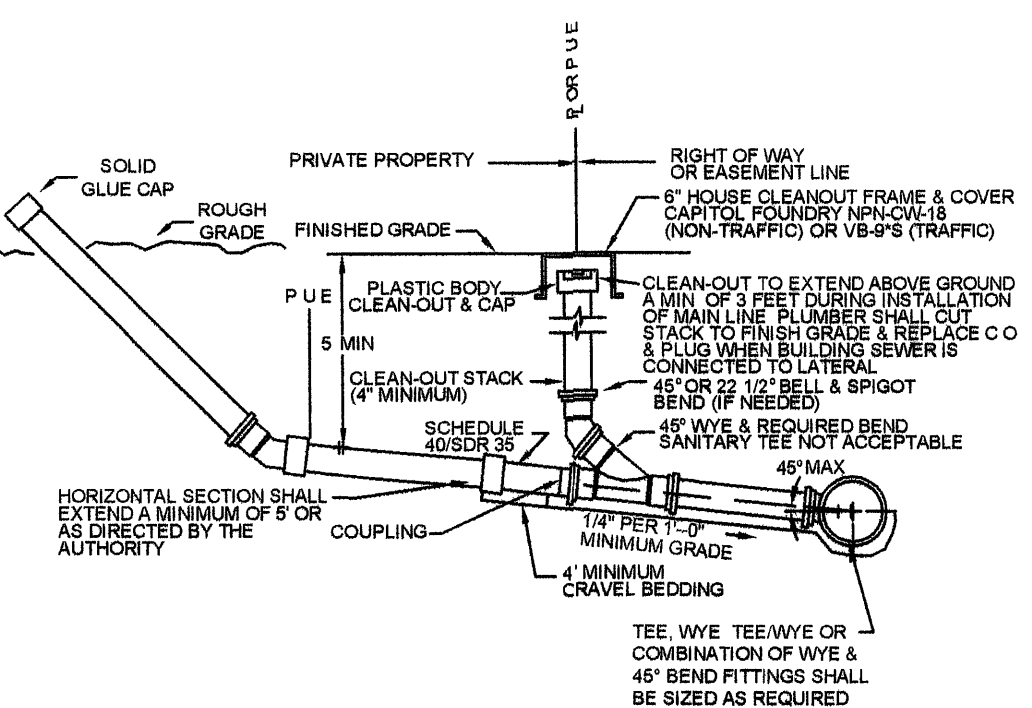 P/L OR PUE
PRIVATE PROPERTY
RIGHT OF WAY
OR EASEMENT LINE
SOLID
GLUE CAP
ROUGH
GRADE
FINISHED GRADE
6" HOUSE CLEANOUT FRAME & COVER
CAPITOL FOUNDRY NPN-CW-18
(NON-TRAFFIC) OR VB-9*S (TRAFFIC)
PUE
PLASTIC BODY
CLEAN-OUT & CAP
CLEAN-OUT TO EXTEND ABOVE GROUND
A MIN OF 3 FEET DURING INSTALLATION
OF MAIN LINE PLUMBER SHALL CUT
STACK TO FINISH GRADE & REPLACE C O
& PLUG WHEN BUILDING SEWER IS
CONNECTED TO LATERAL
5 MIN
CLEAN-OUT STACK
(4" MINIMUM)
45° OR 22 1/2° BELL & SPIGOT
BEND (IF NEEDED)
SCHEDULE
40/SDR 35
45° WYE & REQUIRED BEND
SANITARY TEE NOT ACCEPTABLE
45° MAX
HORIZONTAL SECTION SHALL
EXTEND A MINIMUM OF 5' OR
AS DIRECTED BY THE
AUTHORITY
COUPLING
1/4" PER 1'-0"
MINIMUM GRADE
4' MINIMUM
CRAVEL BEDDING
TEE, WYE TEE/WYE OR
COMBINATION OF WYE &
45° BEND FITTINGS SHALL
BE SIZED AS REQUIRED